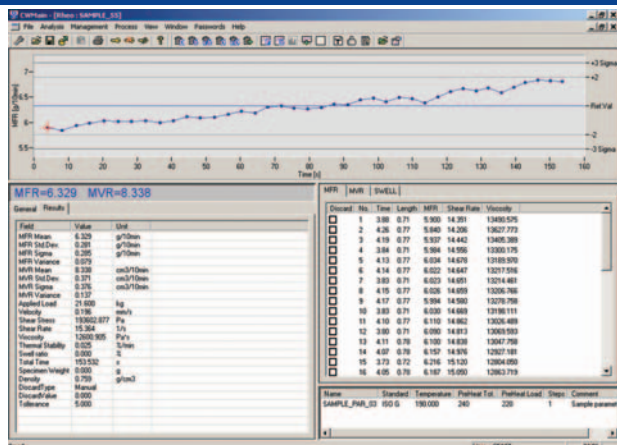 CWMain - [Rheo : SAMPLE_SS]
File Analysis Management Process View Window Passwords Help
+3 Sigma
+2
Ref.Val
-2
-3 Sigma
MFR [g/10min]
7-
6.5-
6-
5.5-
0 10 20 30 40 50 60 70 80 90 100 110 120 130 140 150 160
Time [s]
MFR=6.329 MVR=8.338
General Results
Field Value Unit
MFR Mean 6.329 g/10min
MFR Std.Dev. 0.281 g/10min
MFR Sigma 0.285 g/10min
MFR Variance 0.079
MVR Mean 8.338 cm3/10min
MVR Std.Dev. 0.371 cm3/10min
MVR Sigma 0.376 cm3/10min
MVR Variance 0.137
Applied Load 21.600 kg
Velocity 0.196 mm/s
Shear Stress 193602.877 Pa
Shear Rate 15.364 1/s
Viscosity 12600.905 Pa*s
Thermal Stability 0.025 %/min
Swell ratio 0.000 %
Total Time 153.532 s
Specimen Weight 0.000 g
Density 0.759 g/cm3
DiscardType Manual
DiscardValue 0.000
Tollerance 5.000
MFR MVR SWELL
Discard No. Time Length MFR Shear Rate Viscosity
1 3.80 0.71 5.900 14.351 13490.575
2 4.26 0.77 5.840 14.206 13627.773
3 4.19 0.77 5.937 14.442 13405.389
4 3.84 0.71 5.984 14.556 13300.175
5 4.13 0.77 6.034 14.678 13189.970
6 4.14 0.77 6.022 14.647 13217.516
7 3.83 0.71 6.023 14.651 13214.461
8 4.15 0.77 6.026 14.659 13206.766
9 4.17 0.77 5.994 14.580 13278.758
10 3.83 0.71 6.030 14.669 13198.111
11 4.10 0.77 6.110 14.862 13026.489
12 3.80 0.71 6.090 14.813 13069.593
13 4.11 0.78 6.100 14.838 13047.758
14 4.07 0.78 6.157 14.976 12927.181
15 3.73 0.72 6.216 15.120 12804.050
16 4.05 0.78 6.187 15.050 12863.719
Name Standard Temperature PreHeat Tot. PreHeat Load Steps Comment
SAMPLE_PAR_03 ISO G 190.000 240 220 1 Sample paramet